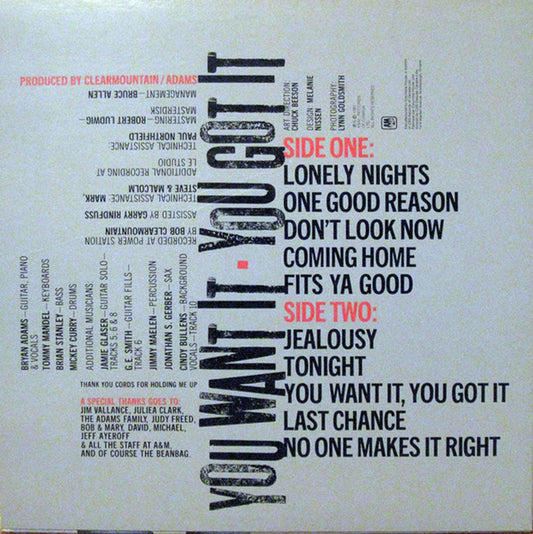 YOU WANT IT · YOU GOT IT
PRODUCED BY CLEARMOUNTAIN/ADAMS
MANAGEMENT—BRUCE ALLEN
MASTERING—ROBERT LUDWIG—
MASTERDISK
TECHNICAL ASSISTANCE:
PAUL NORTHFIELD
ADDITIONAL RECORDING AT
LE STUDIO
TECHNICAL ASSISTANCE: MARK,
STEVE & MALCOLM
ASSISTED BY GARRY RINDFUSS
BY BOB CLEARMOUNTAIN
RECORDED AT POWER STATION
BRYAN ADAMS—GUITAR, PIANO
& VOCALS
TOMMY MANDEL—KEYBOARDS
BRIAN STANLEY—BASS
MICKEY CURRY—DRUMS
ADDITIONAL MUSICIANS
JAMIE GLASER—GUITAR SOLO—
TRACKS 5, 6 & 8
G.E. SMITH—GUITAR FILLS—
TRACK 6
JIMMY MAELEN—PERCUSSION
JONATHAN S. GERBER—SAX
CINDY BULLENS—BACKGROUND
THANK YOU CORDS FOR HOLDING ME UP
A SPECIAL THANKS GOES TO:
JIM VALLANCE, JULIEA CLARK,
THE ADAMS FAMILY, JUDY FREED,
BOB & MARY, DAVID, MICHAEL,
JEFF AYEROFF
& ALL THE STAFF AT A&M,
AND OF COURSE THE BEANBAG.
ART DIRECTION
CHUCK BEESON
DESIGN MELANIE
NISSEN
PHOTOGRAPHY:
LYNN GOLDSMITH
A&M
SIDE ONE:
LONELY NIGHTS
ONE GOOD REASON
DON'T LOOK NOW
COMING HOME
FITS YA GOOD
SIDE TWO:
JEALOUSY
TONIGHT
YOU WANT IT, YOU GOT IT
LAST CHANCE
NO ONE MAKES IT RIGHT